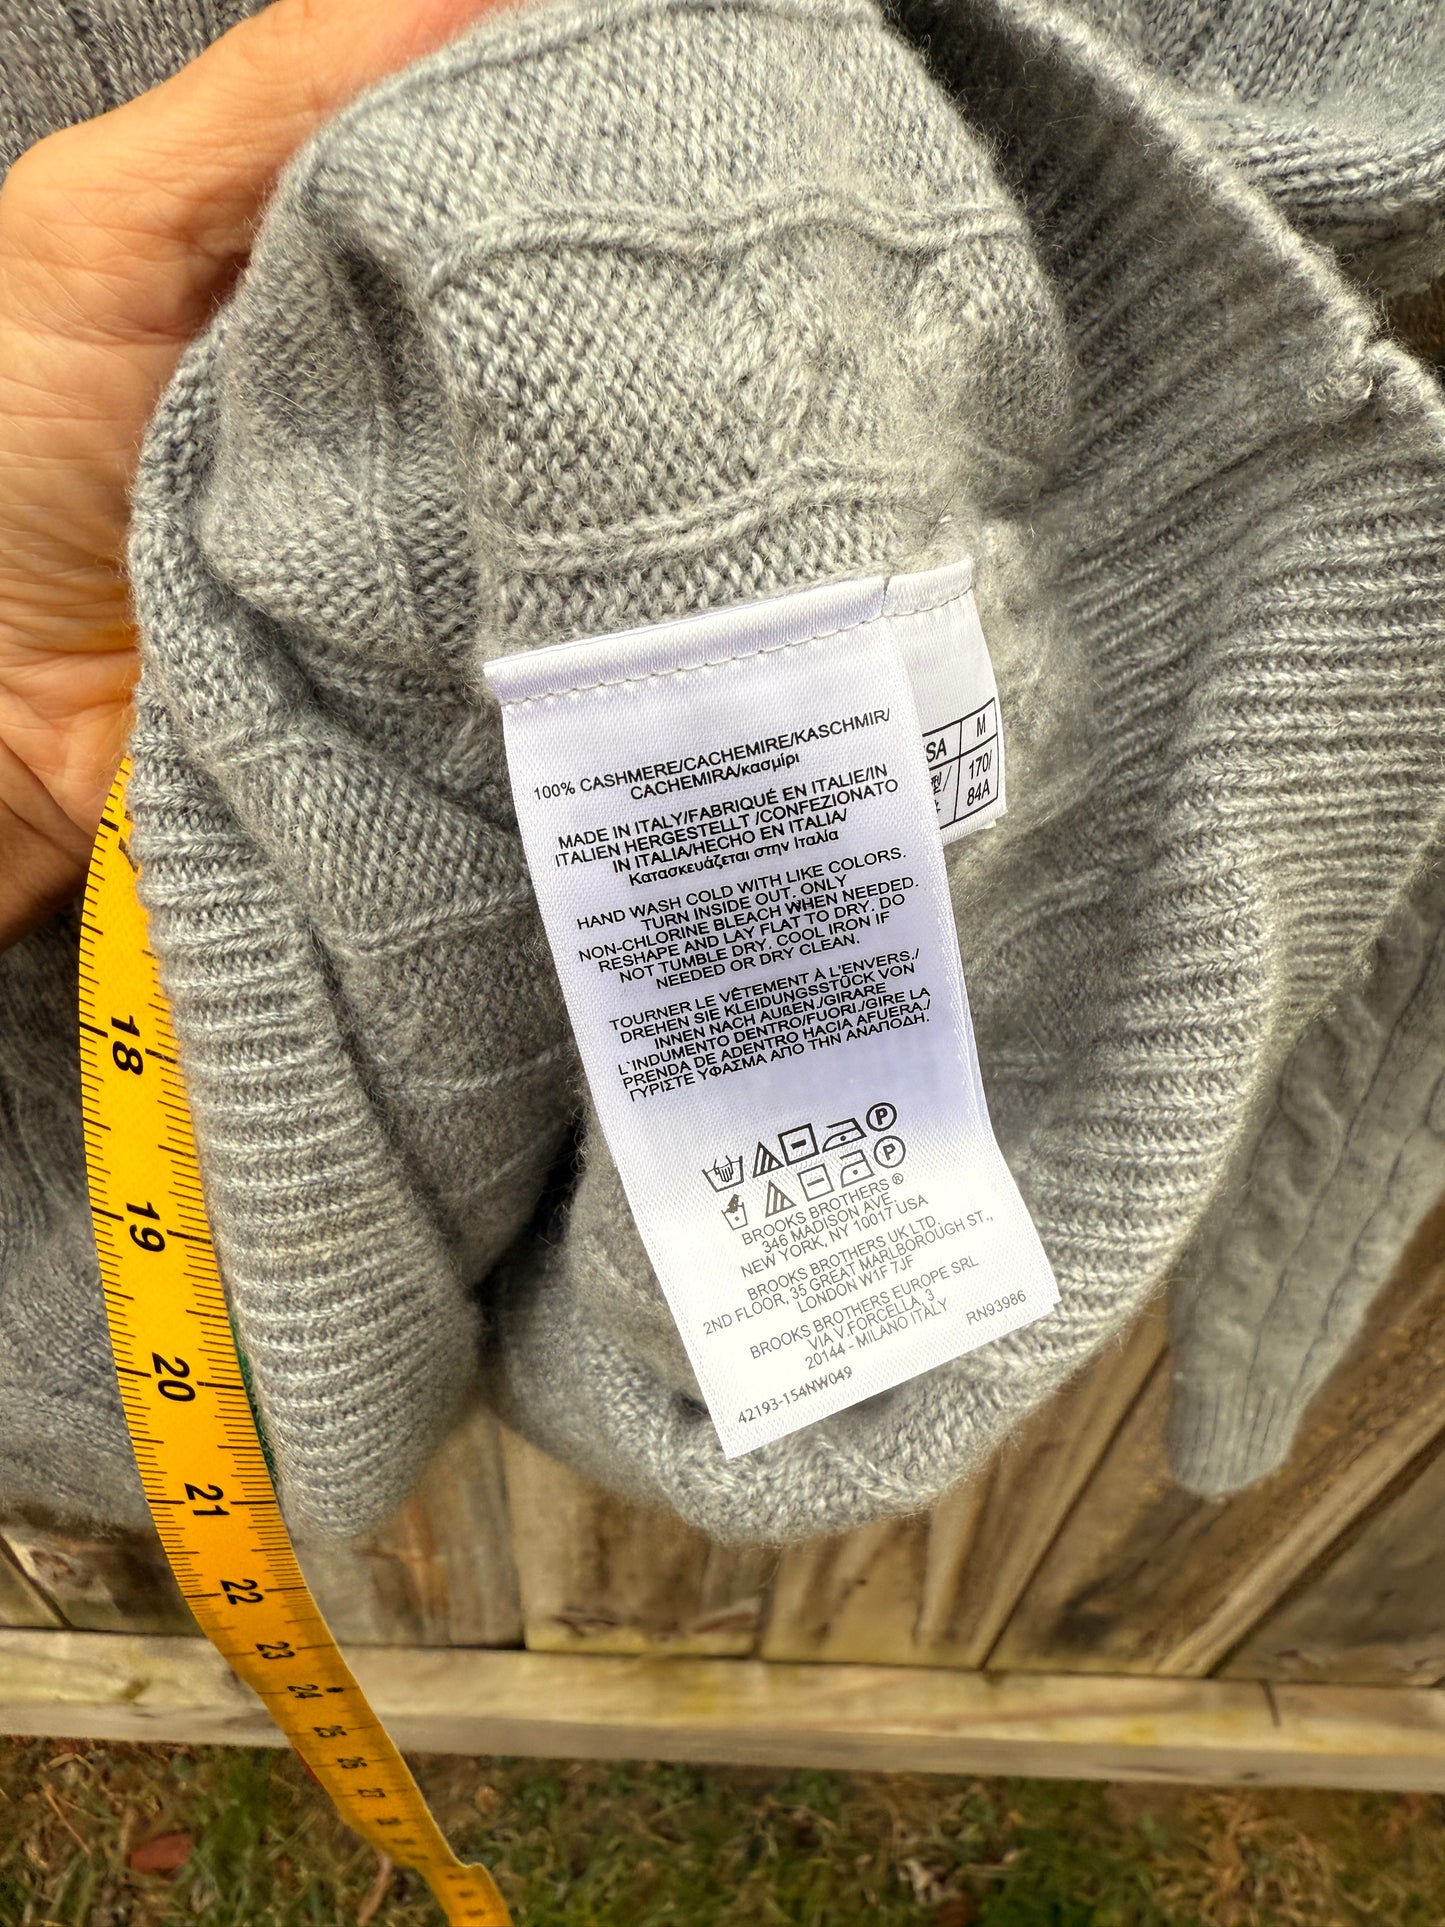 100% CASHMERE/CACHEMIRE/KASCHMIR/
CACHEMIRA/κασμίρι
MADE IN ITALY/FABRIQUÉ EN ITALIE/IN
ITALIEN HERGESTELLT /CONFEZIONATO
IN ITALIA/HECHO EN ITALIA/
Κατασκευάζεται στην Ιταλία
HAND WASH COLD WITH LIKE COLORS.
TURN INSIDE OUT. ONLY
NON-CHLORINE BLEACH WHEN NEEDED.
RESHAPE AND LAY FLAT TO DRY. DO
NOT TUMBLE DRY. COOL IRON IF
NEEDED OR DRY CLEAN.
TOURNER LE VÊTEMENT À L'ENVERS./
DREHEN SIE KLEIDUNGSSTÜCK VON
INNEN NACH AUßEN./GIRARE
L`INDUMENTO DENTRO/FUORI./GIRE LA
PRENDA DE ADENTRO HACIA AFUERA./
ΓΥΡΙΣΤΕ ΥΦΑΣΜΑ ΑΠΟ ΤΗΝ ΑΝΑΠΟΔΗ.
P
P
BROOKS BROTHERS ®
346 MADISON AVE.
NEW YORK, NY 10017 USA
BROOKS BROTHERS UK LTD
2ND FLOOR, 35 GREAT MARLBOROUGH ST.,
LONDON W1F 7JF
BROOKS BROTHERS EUROPE SRL
VIA V.FORCELLA, 3
20144 - MILANO ITALY
RN93986
42193-154NW049
SA M
170/
84A
18
19
20
21
22
23
24
25
26
27